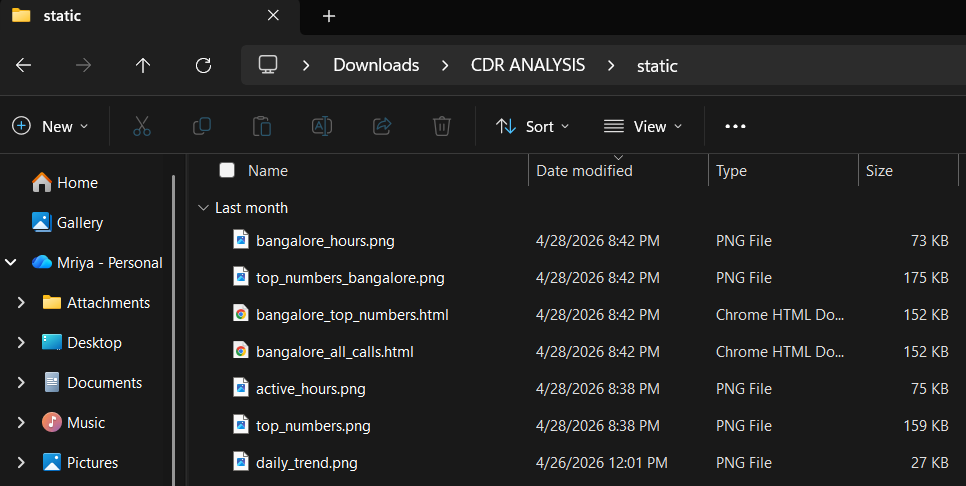 static
Downloads > CDR ANALYSIS > static
New Sort View
Name Date modified Type Size
Home
Gallery
Mriya - Personal
Attachments
Desktop
Documents
Music
Pictures
Last month
bangalore_hours.png 4/28/2026 8:42 PM PNG File 73 KB
top_numbers_bangalore.png 4/28/2026 8:42 PM PNG File 175 KB
bangalore_top_numbers.html 4/28/2026 8:42 PM Chrome HTML Do... 152 KB
bangalore_all_calls.html 4/28/2026 8:42 PM Chrome HTML Do... 152 KB
active_hours.png 4/28/2026 8:38 PM PNG File 75 KB
top_numbers.png 4/28/2026 8:38 PM PNG File 159 KB
daily_trend.png 4/26/2026 12:01 PM PNG File 27 KB